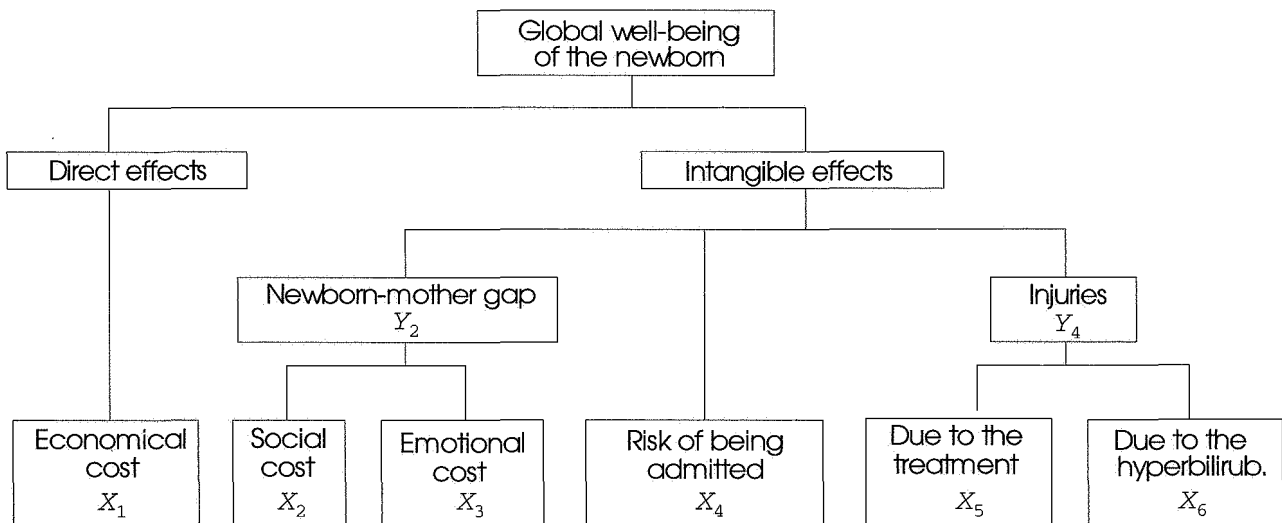 Global well-being
of the newborn
Direct effects
Intangible effects
Newborn-mother gap
Y₂
Injuries
Y₄
Economical
cost
X₁
Social
cost
X₂
Emotional
cost
X₃
Risk of being
admitted
X₄
Due to the
treatment
X₅
Due to the
hyperbilirub.
X₆